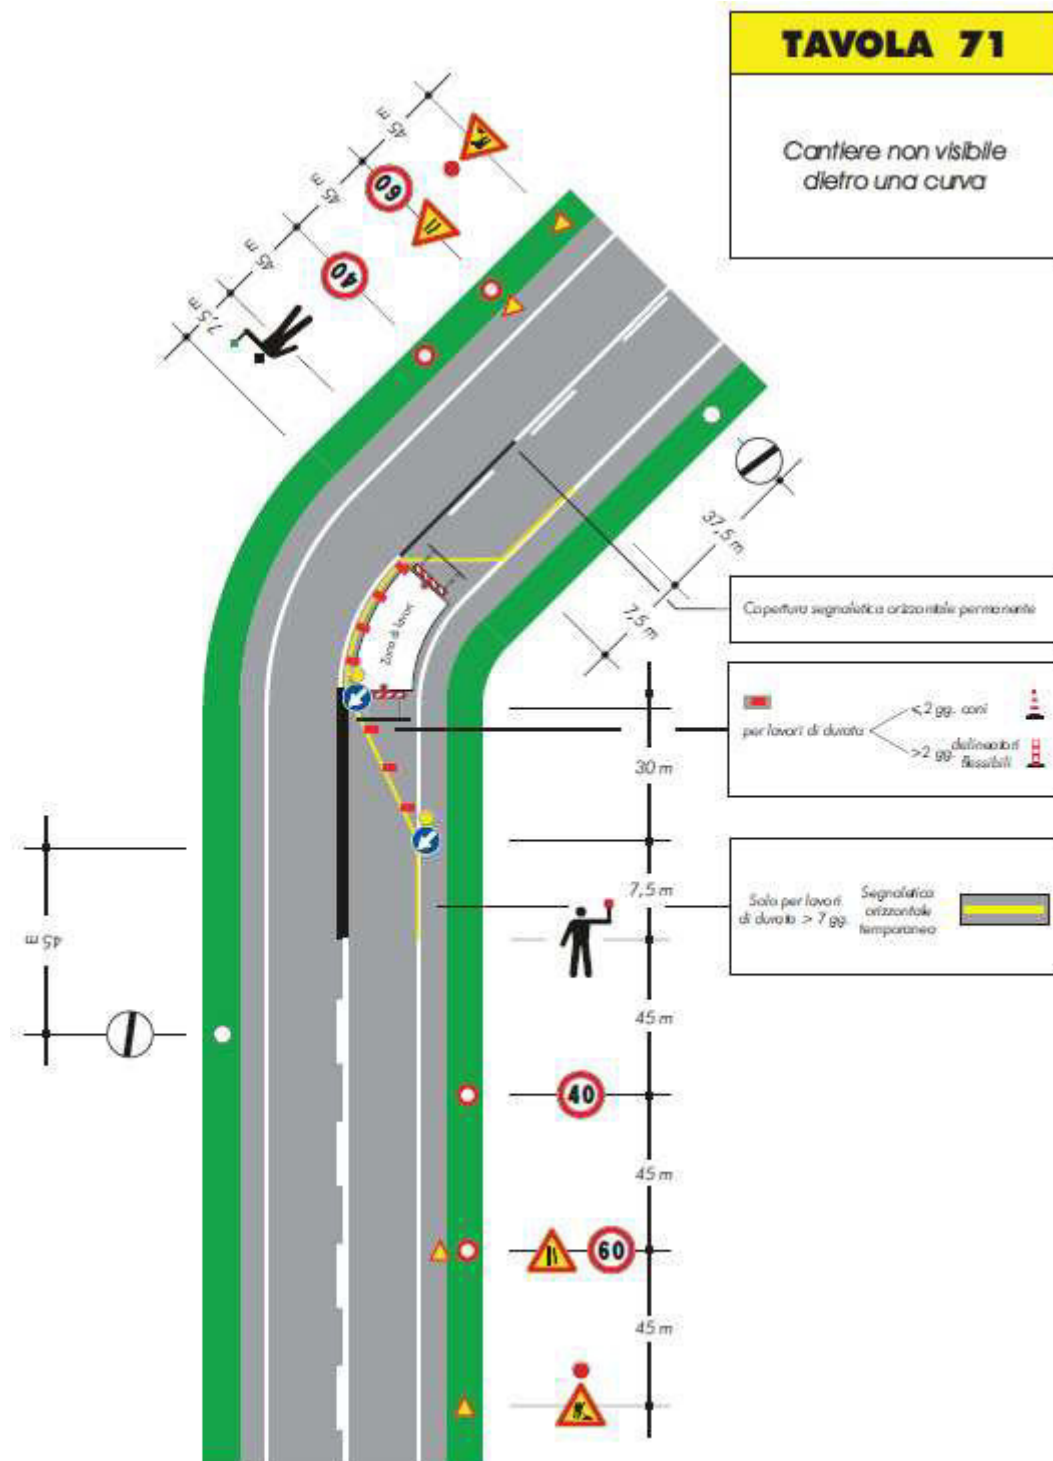 TAVOLA 71
Cantiere non visibile
dietro una curva
45 m
45 m
60
45 m
40
7,5 m
37,5 m
7,5 m
Copertura segnaletica orizzontale permanente
Zona di lavori
per lavori di durata
⩽2 gg. coni
>2 gg. delineatori
flessibili
30 m
7,5 m
Solo per lavori
di durata > 7 gg.
Segnaletica
orizzontale
temporanea
45 m
45 m
40
45 m
60
45 m